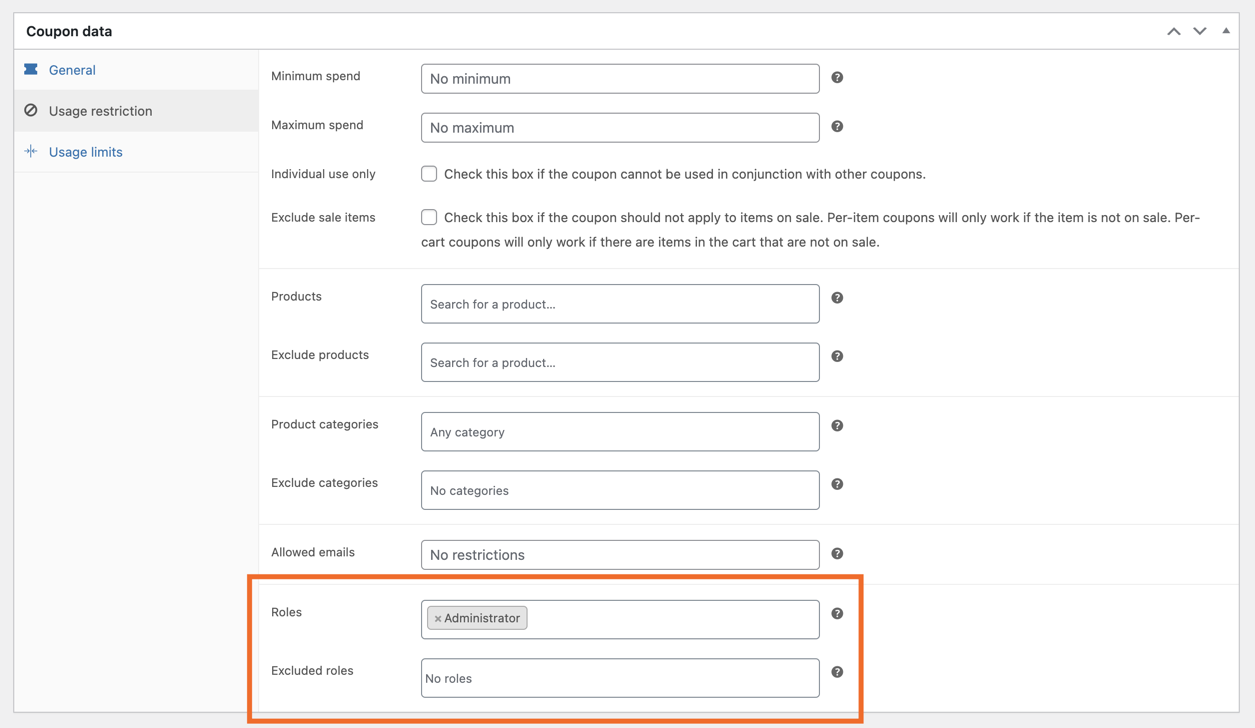 Coupon data
General
Usage restriction
Usage limits
Minimum spend
No minimum
Maximum spend
No maximum
Individual use only
Check this box if the coupon cannot be used in conjunction with other coupons.
Exclude sale items
Check this box if the coupon should not apply to items on sale. Per-item coupons will only work if the item is not on sale. Per-
cart coupons will only work if there are items in the cart that are not on sale.
Products
Search for a product…
Exclude products
Search for a product…
Product categories
Any category
Exclude categories
No categories
Allowed emails
No restrictions
Roles
× Administrator
Excluded roles
No roles